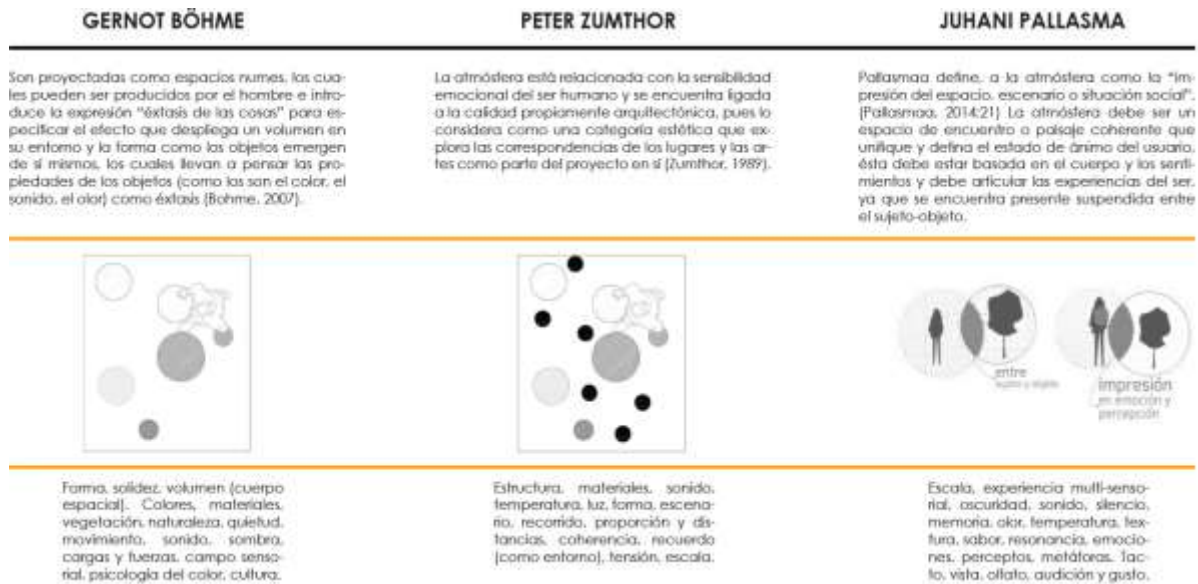 GERNOT BÖHME
Son proyectadas como espacios numes, los cua-
les pueden ser producidos por el hombre e intro-
duce la expresión "éxtasis de las cosas" para es-
pecificar el efecto que despliega un volumen en
su entorno y la forma como los objetos emergen
de sí mismos, los cuales llevan a pensar las pro-
piedades de los objetos (como los son el color, el
sonido, el olor) como éxtasis (Bohme, 2007).
PETER ZUMTHOR
La atmósfera está relacionada con la sensibilidad
emocional del ser humano y se encuentra ligada
a la calidad propiamente arquitectónica, pues lo
considera como una categoría estética que ex-
plora las correspondencias de los lugares y las ar-
tes como parte del proyecto en sí (Zumthor, 1989).
JUHANI PALLASMA
Pallasmaa define, a la atmósfera como la "im-
presión del espacio, escenario o situación social".
(Pallasmaa, 2014:21) La atmósfera debe ser un
espacio de encuentro o paisaje coherente que
unifique y defina el estado de ánimo del usuario,
ésta debe estar basada en el cuerpo y los senti-
mientos y debe articular las experiencias del ser,
ya que se encuentra presente suspendida entre
el sujeto-objeto.
entre
sujeto y objeto
impresión
en emoción y
percepción
Forma, solidez, volumen (cuerpo
espacial). Colores, materiales,
vegetación, naturaleza, quietud,
movimiento, sonido, sombra,
cargas y fuerzas, campo senso-
rial, psicología del color, cultura.
Estructura, materiales, sonido,
temperatura, luz, forma, escena-
rio, recorrido, proporción y dis-
tancias, coherencia, recuerdo
(como entorno), tensión, escala.
Escala, experiencia multi-senso-
rial, oscuridad, sonido, silencio,
memoria, olor, temperatura, tex-
tura, sabor, resonancia, emocio-
nes, perceptos, metáforas. Tac-
to, vista, olfato, audición y gusto.